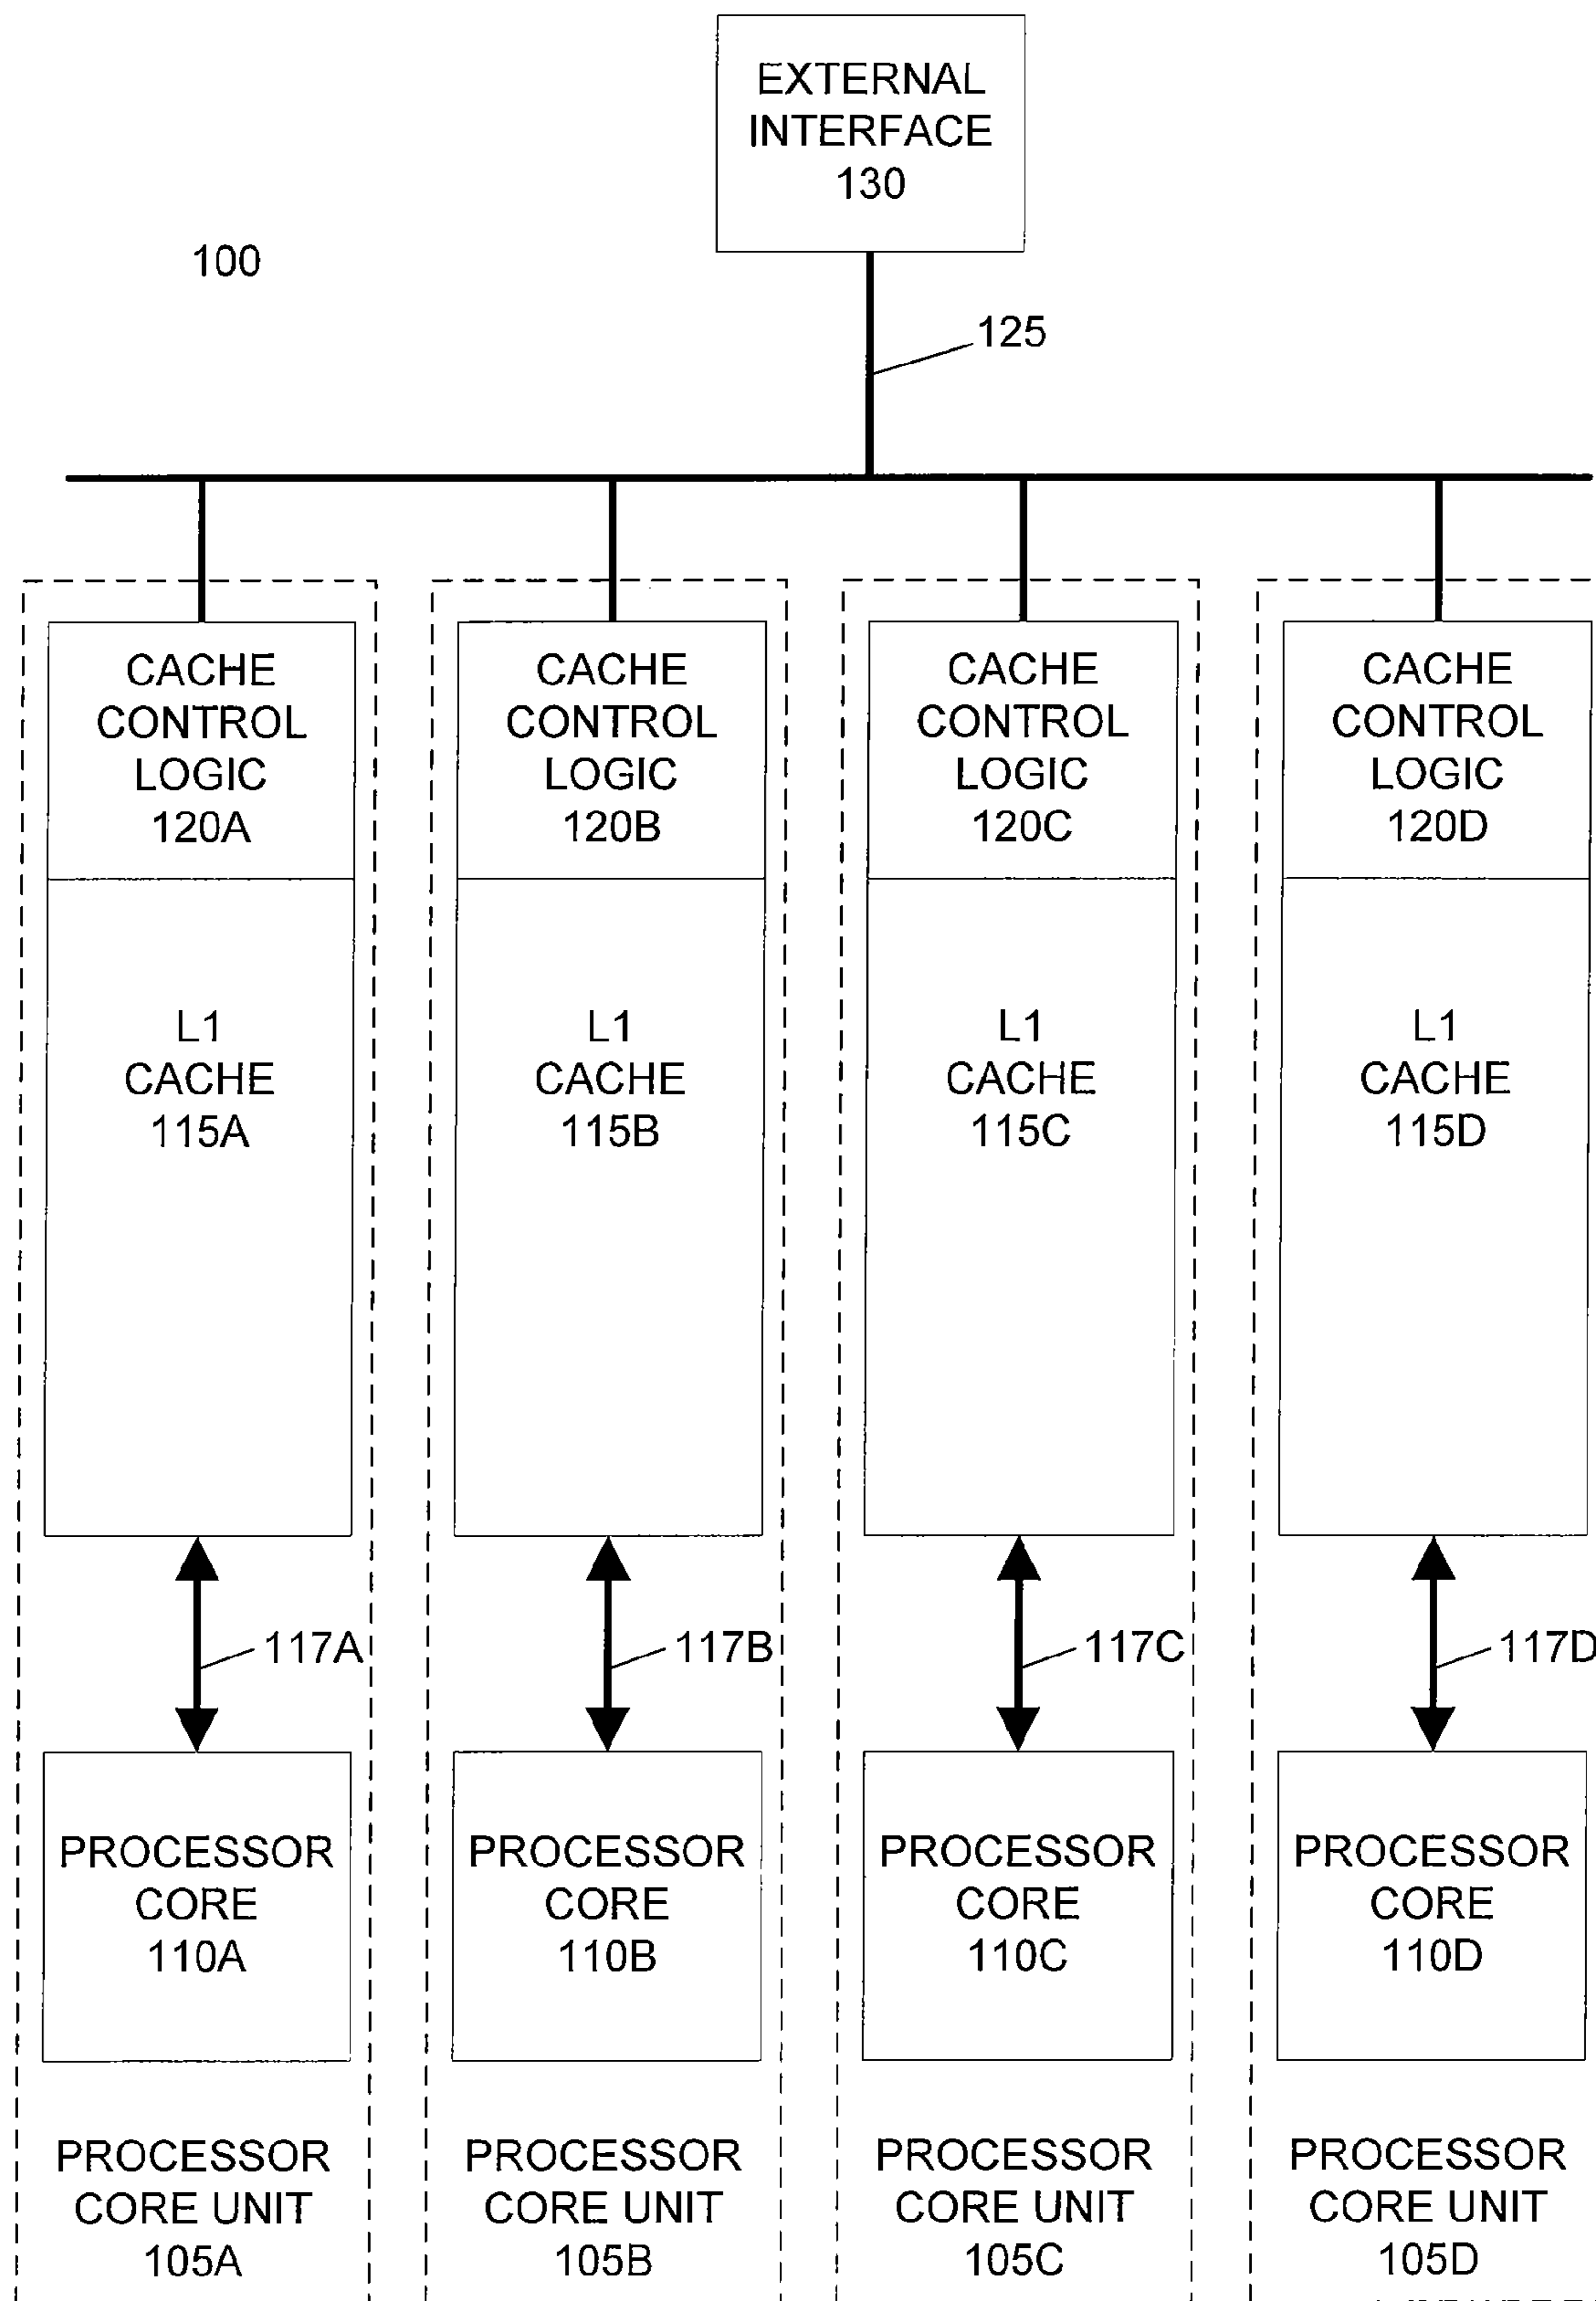 EXTERNAL
INTERFACE
130
100
125
CACHE
CONTROL
LOGIC
120A
CACHE
CONTROL
LOGIC
120B
CACHE
CONTROL
LOGIC
120C
CACHE
CONTROL
LOGIC
120D
L1
CACHE
115A
L1
CACHE
115B
L1
CACHE
115C
L1
CACHE
115D
117A
117B
117C
117D
PROCESSOR
CORE
110A
PROCESSOR
CORE
110B
PROCESSOR
CORE
110C
PROCESSOR
CORE
110D
PROCESSOR
CORE UNIT
105A
PROCESSOR
CORE UNIT
105B
PROCESSOR
CORE UNIT
105C
PROCESSOR
CORE UNIT
105D